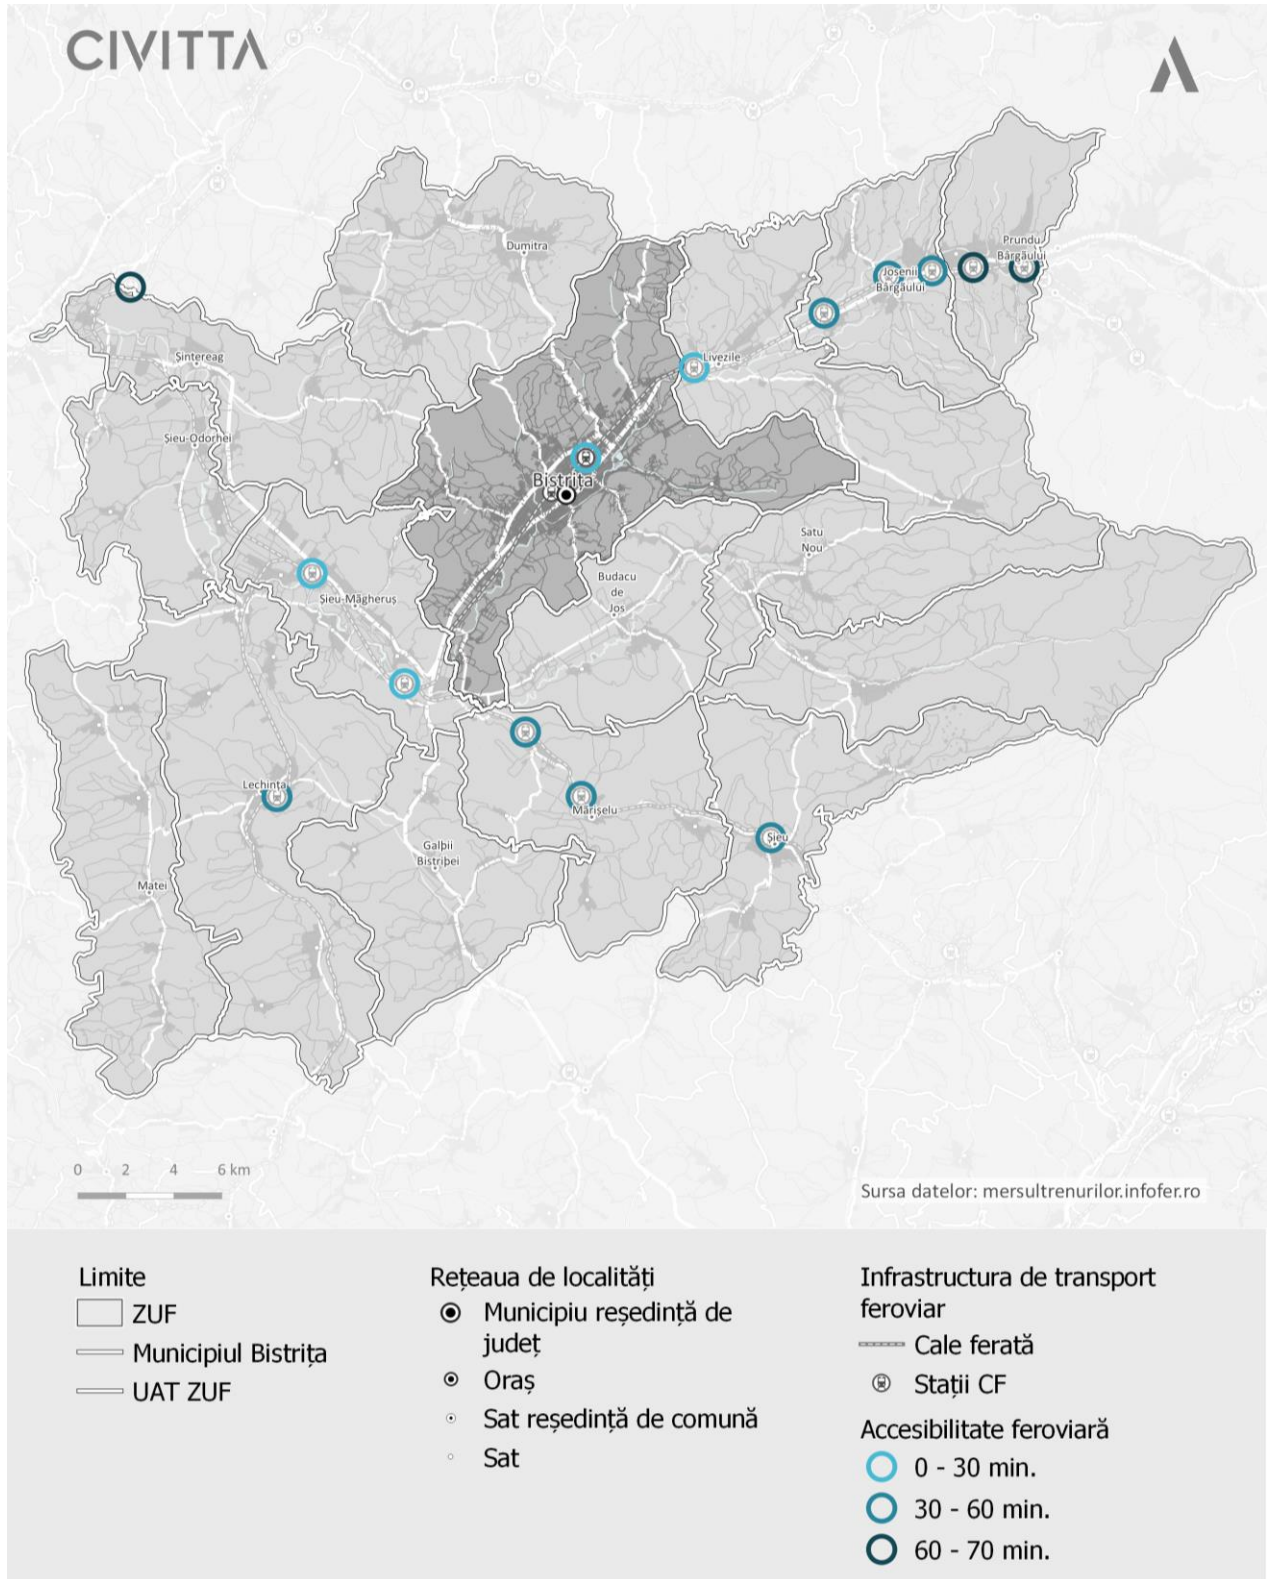 CIVITTA
Dumitra
Prundu
Bârgăului
Josenii
Bârgăului
Șintereag
Livezile
Șieu-Odorhei
Bistrița
Satu
Nou
Budacu
de
Jos
Șieu-Măgheruș
Lechința
Mărișelu
Șieu
Galþii
Bistriþei
Matei
0 2 4 6 km
Sursa datelor: mersultrenurilor.infofer.ro
Limite
ZUF
Municipiul Bistrița
UAT ZUF
Rețeaua de localități
Municipiu reședință de
județ
Oraș
Sat reședință de comună
Sat
Infrastructura de transport
feroviar
Cale ferată
Stații CF
Accesibilitate feroviară
0 - 30 min.
30 - 60 min.
60 - 70 min.